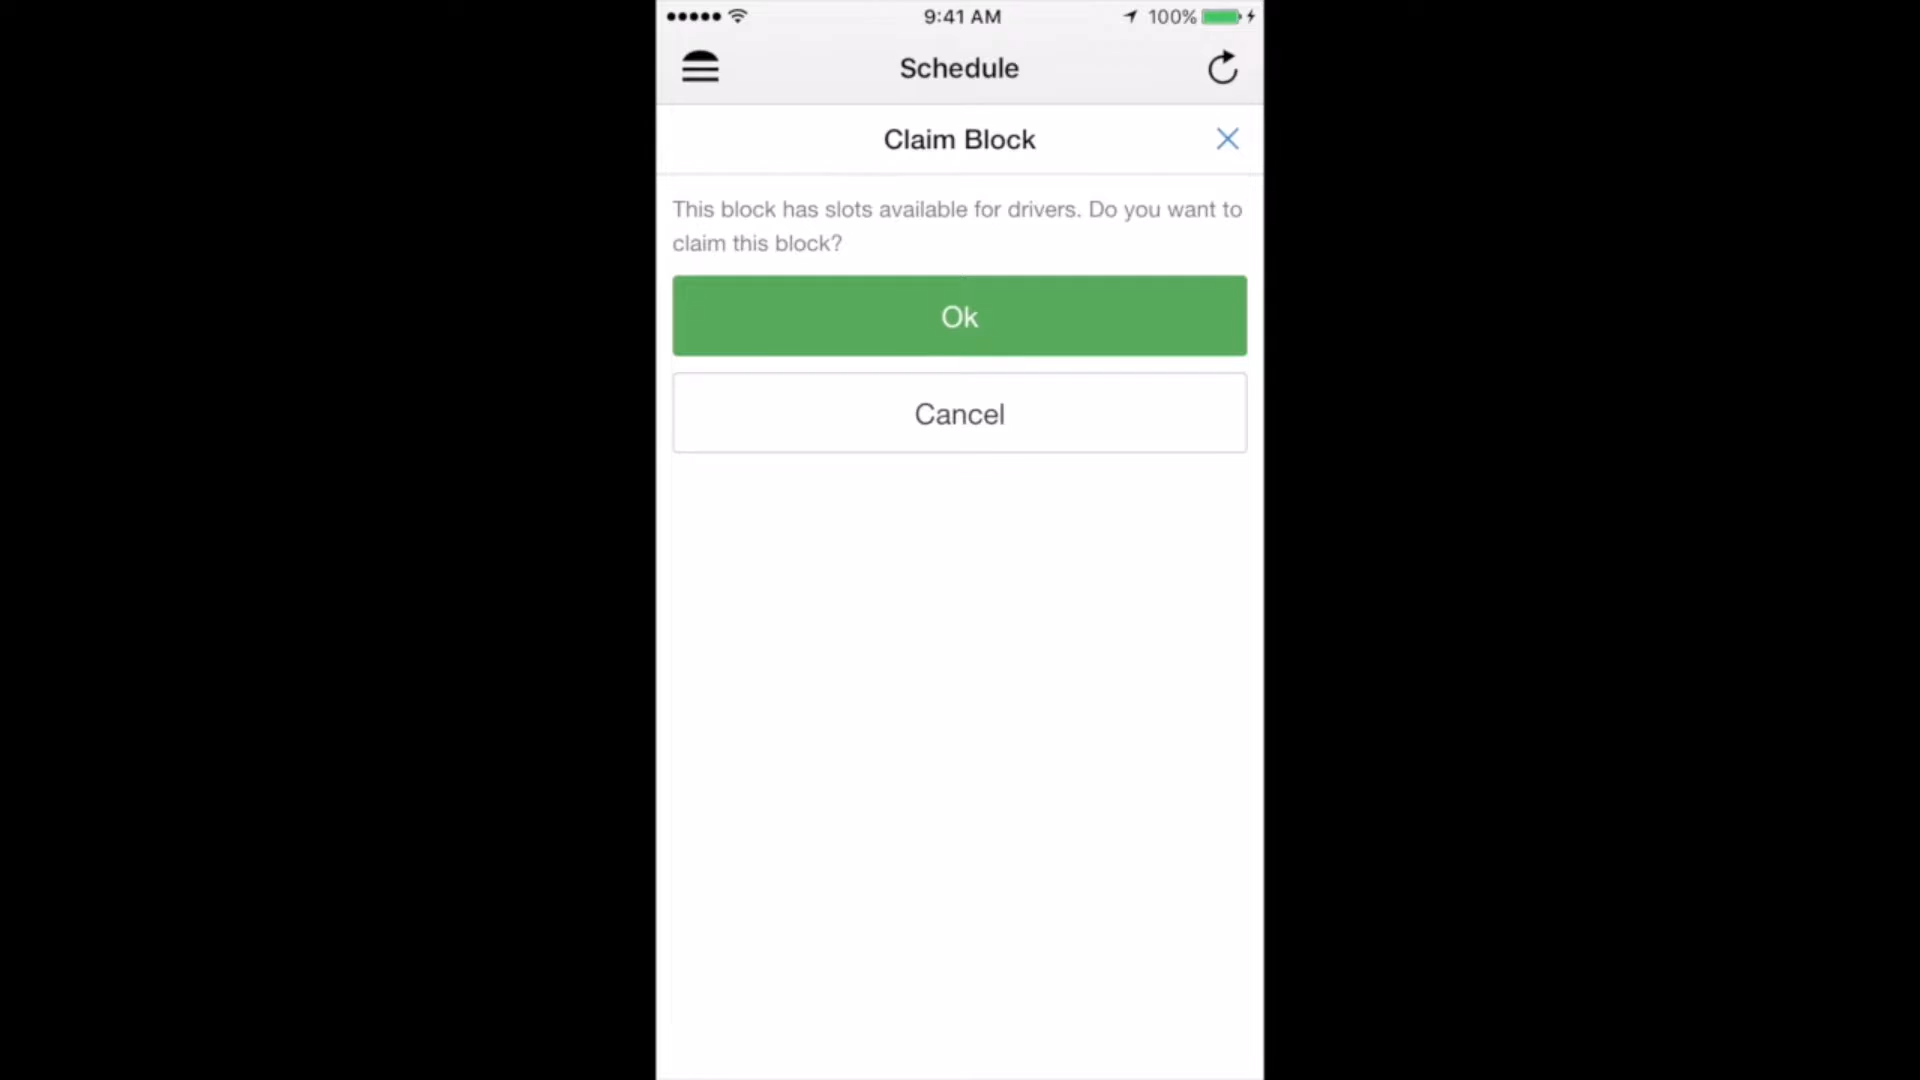 9:41 AM
100%
Schedule
Claim Block
This block has slots available for drivers. Do you want to
claim this block?
Ok
Cancel